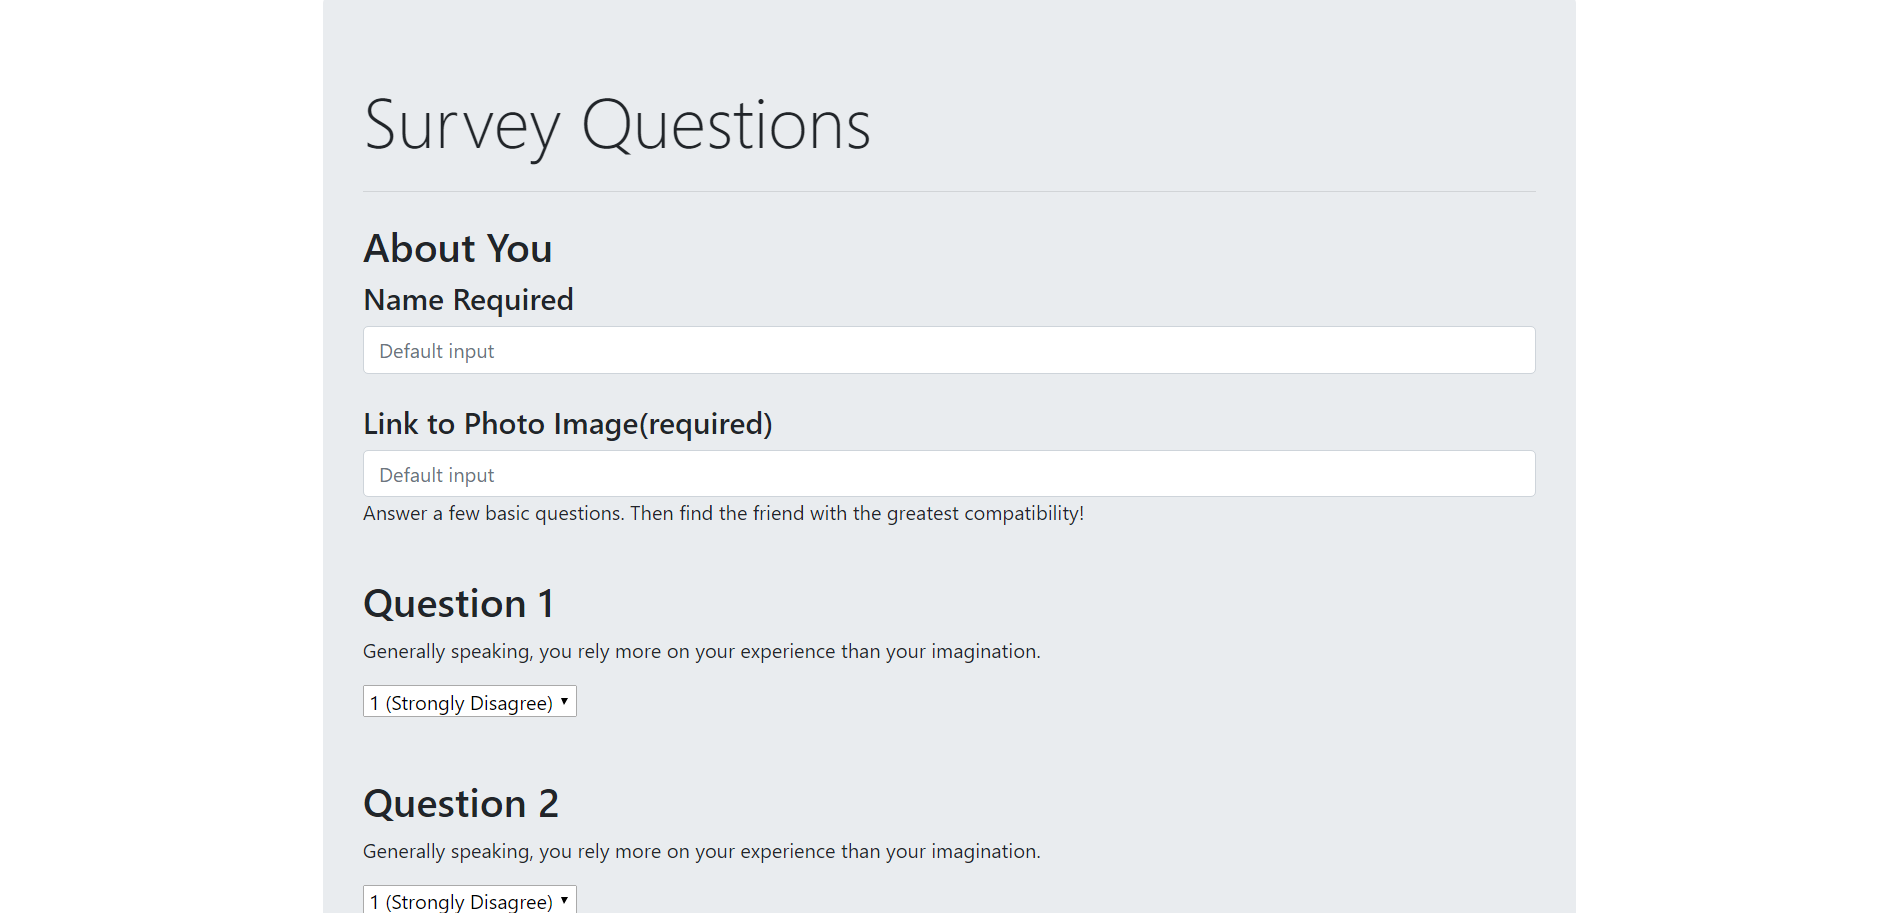 Survey Questions
About You
Name Required
Default input
Link to Photo Image(required)
Default input
Answer a few basic questions. Then find the friend with the greatest compatibility!
Question 1
Generally speaking, you rely more on your experience than your imagination.
1 (Strongly Disagree)
Question 2
Generally speaking, you rely more on your experience than your imagination.
1 (Strongly Disagree)